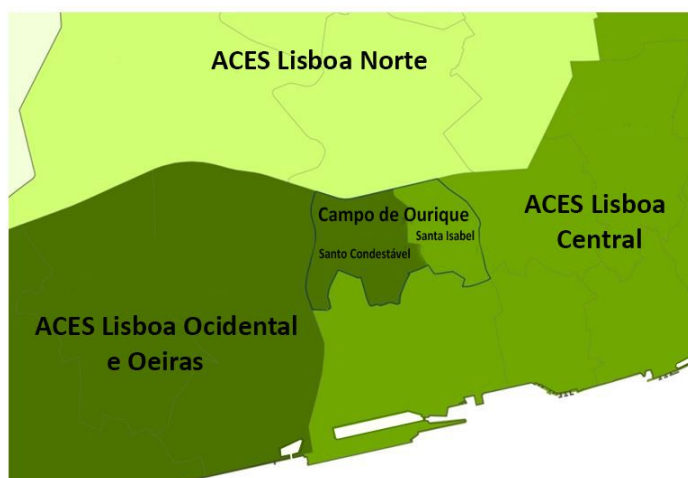 ACES Lisboa Norte
Campo de Ourique
Santa Isabel
Santo Condestável
ACES Lisboa
Central
ACES Lisboa Ocidental
e Oeiras